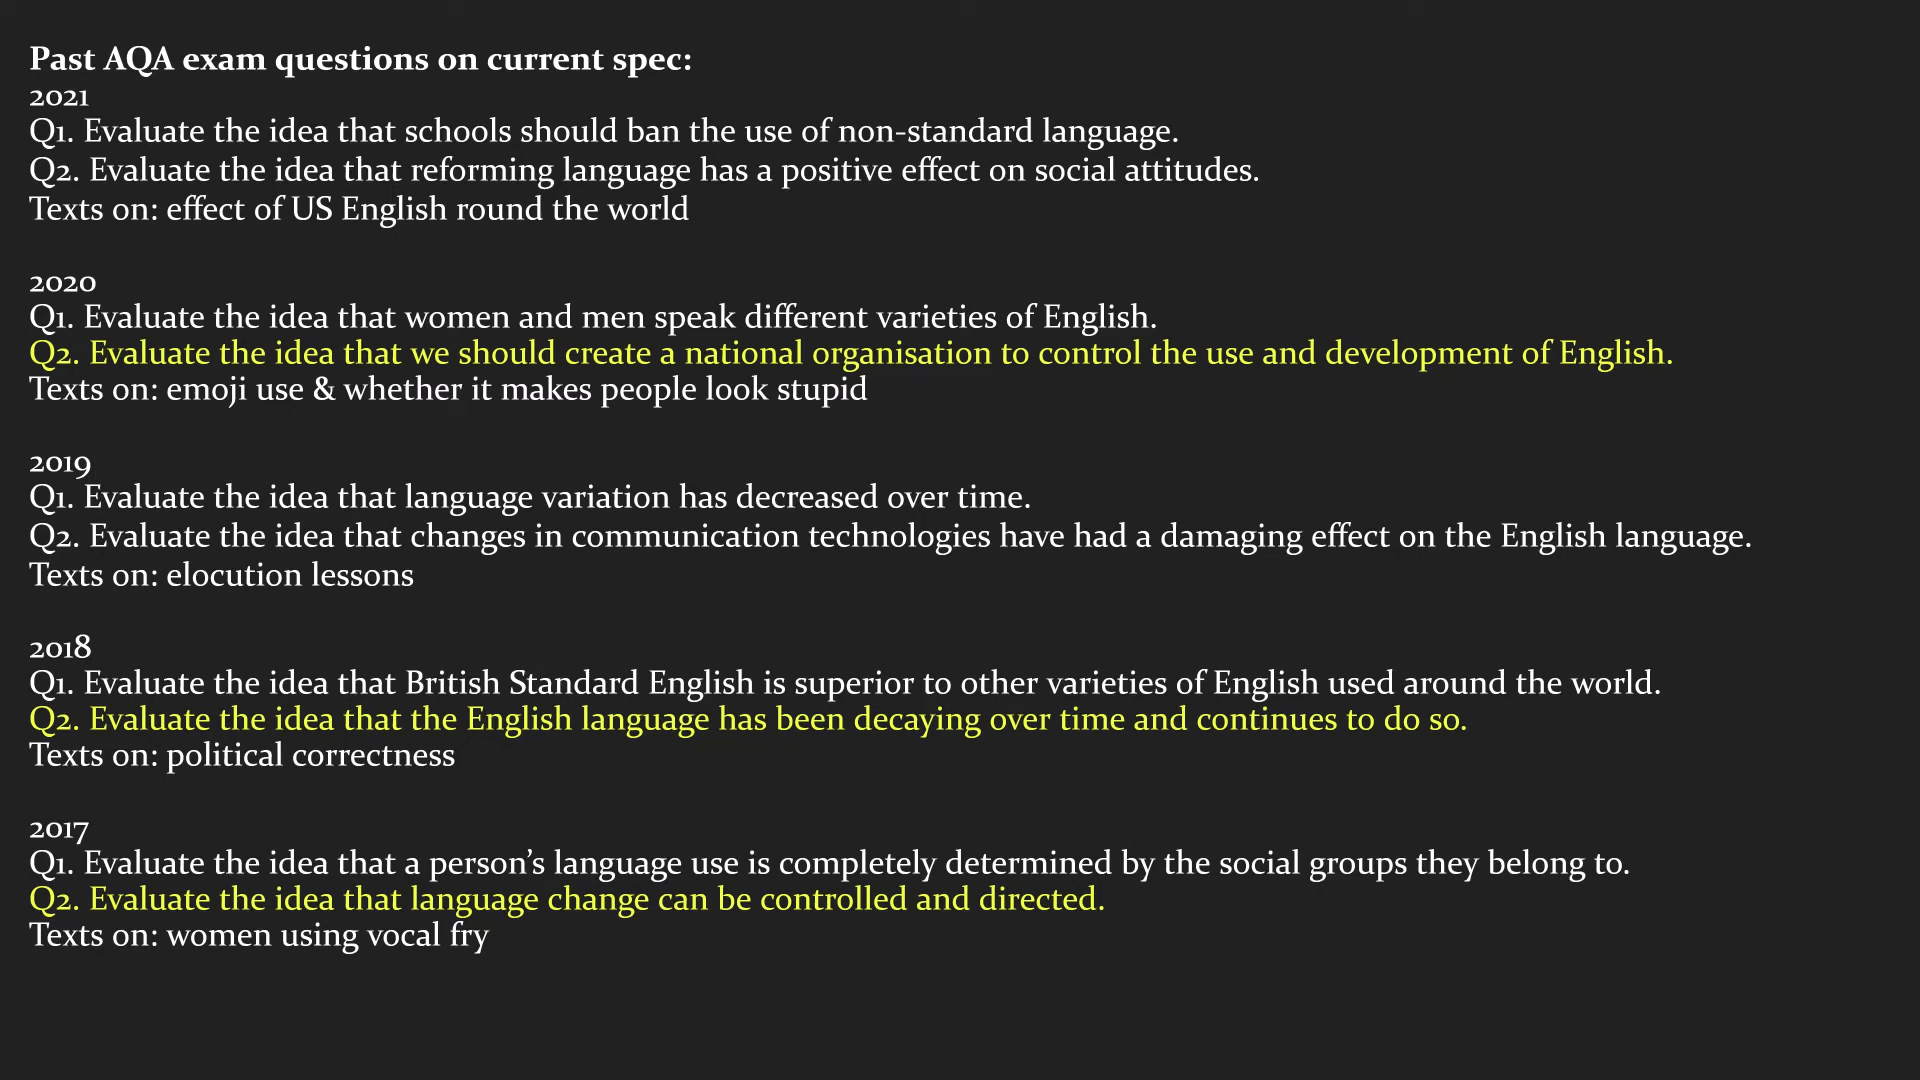 Past AQA exam questions on current spec:
2021
Q1. Evaluate the idea that schools should ban the use of non-standard language.
Q2. Evaluate the idea that reforming language has a positive effect on social attitudes.
Texts on: effect of US English round the world
2020
Q1. Evaluate the idea that women and men speak different varieties of English.
Q2. Evaluate the idea that we should create a national organisation to control the use and development of English.
Texts on: emoji use & whether it makes people look stupid
2019
Q1. Evaluate the idea that language variation has decreased over time.
Q2. Evaluate the idea that changes in communication technologies have had a damaging effect on the English language.
Texts on: elocution lessons
2018
Q1. Evaluate the idea that British Standard English is superior to other varieties of English used around the world.
Q2. Evaluate the idea that the English language has been decaying over time and continues to do so.
Texts on: political correctness
2017
Q1. Evaluate the idea that a person’s language use is completely determined by the social groups they belong to.
Q2. Evaluate the idea that language change can be controlled and directed.
Texts on: women using vocal fry